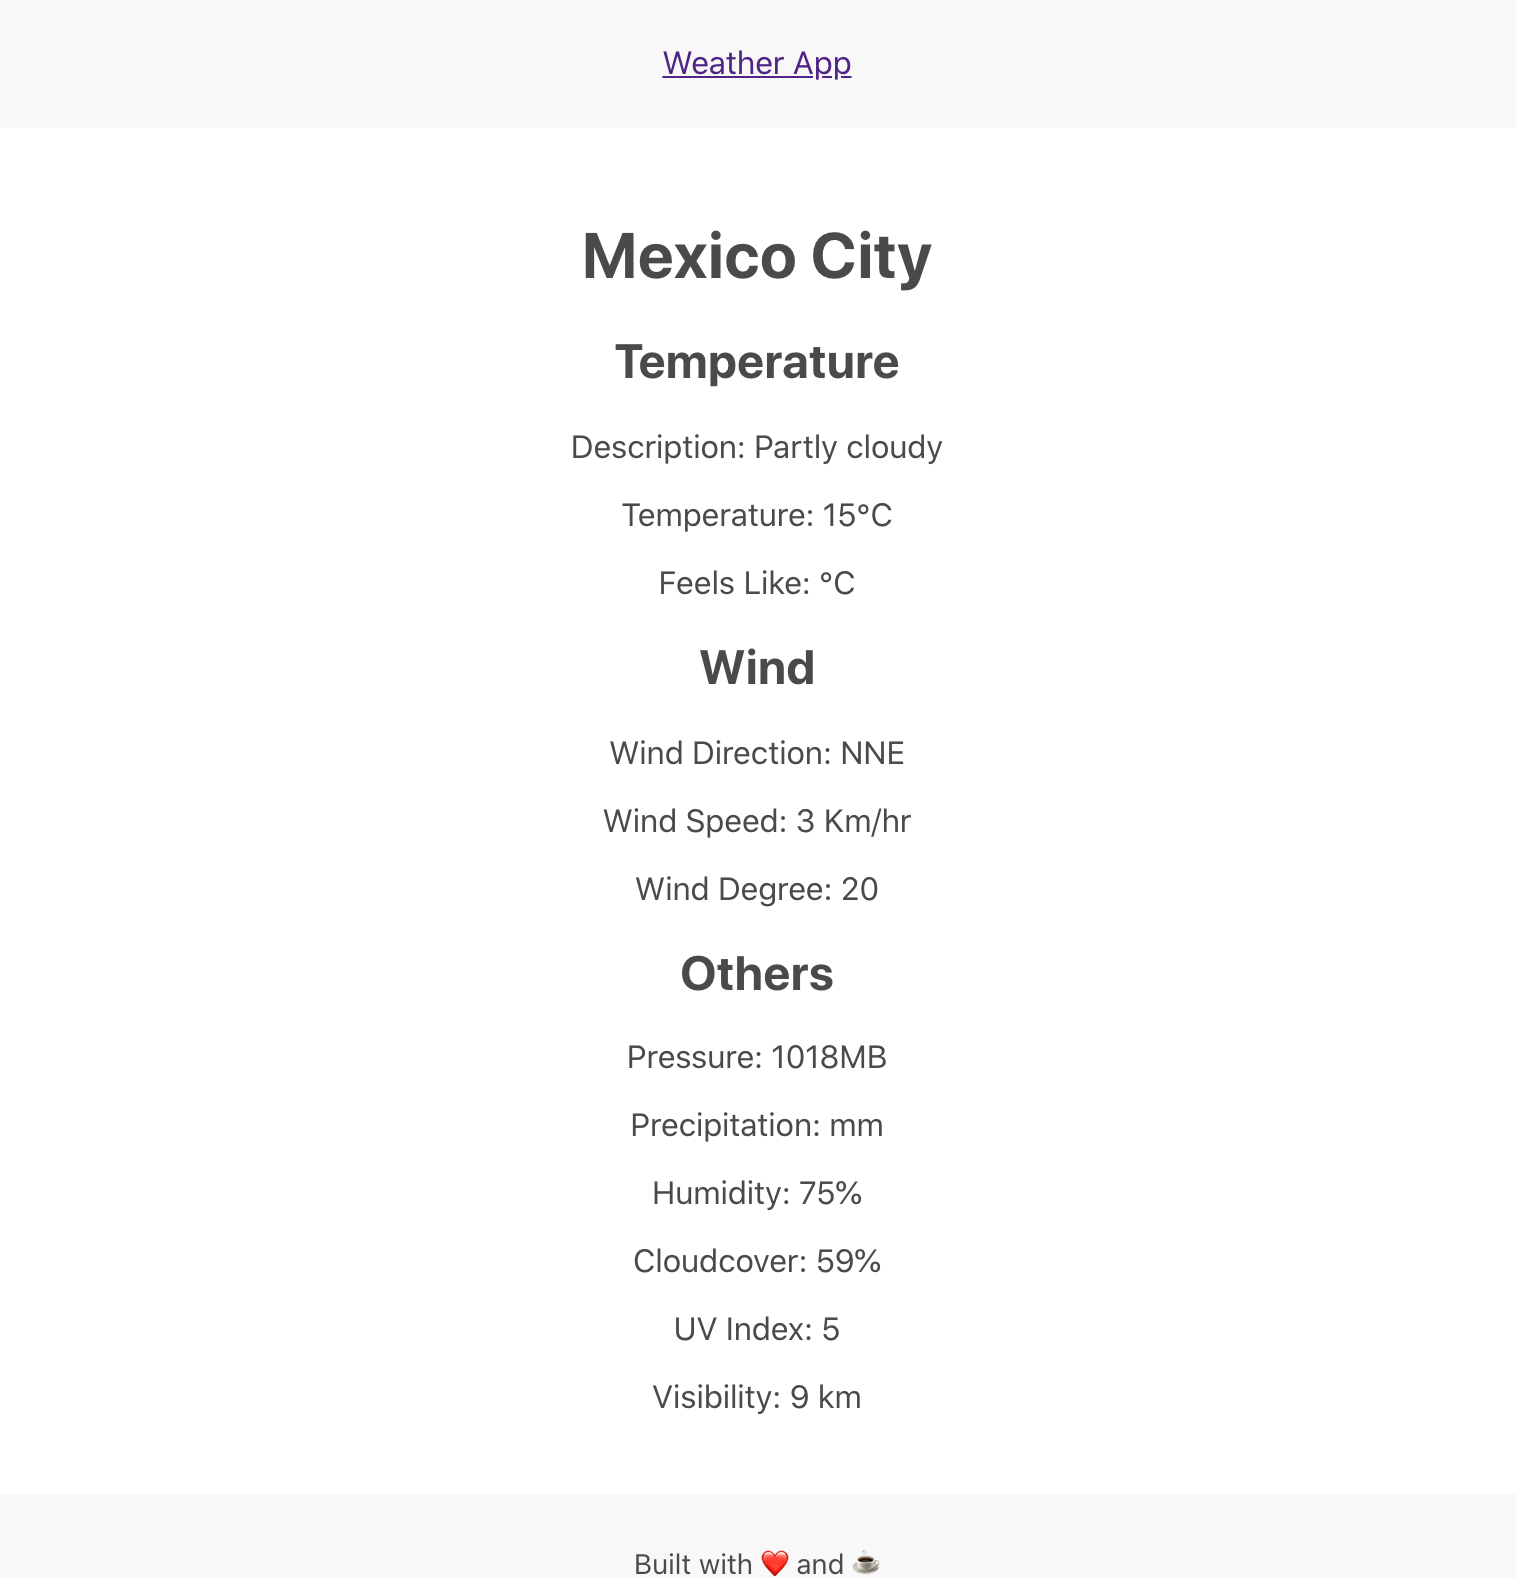 Weather App
Mexico City
Temperature
Description: Partly cloudy
Temperature: 15°C
Feels Like: °C
Wind
Wind Direction: NNE
Wind Speed: 3 Km/hr
Wind Degree: 20
Others
Pressure: 1018MB
Precipitation: mm
Humidity: 75%
Cloudcover: 59%
UV Index: 5
Visibility: 9 km
Built with ❤️ and ☕